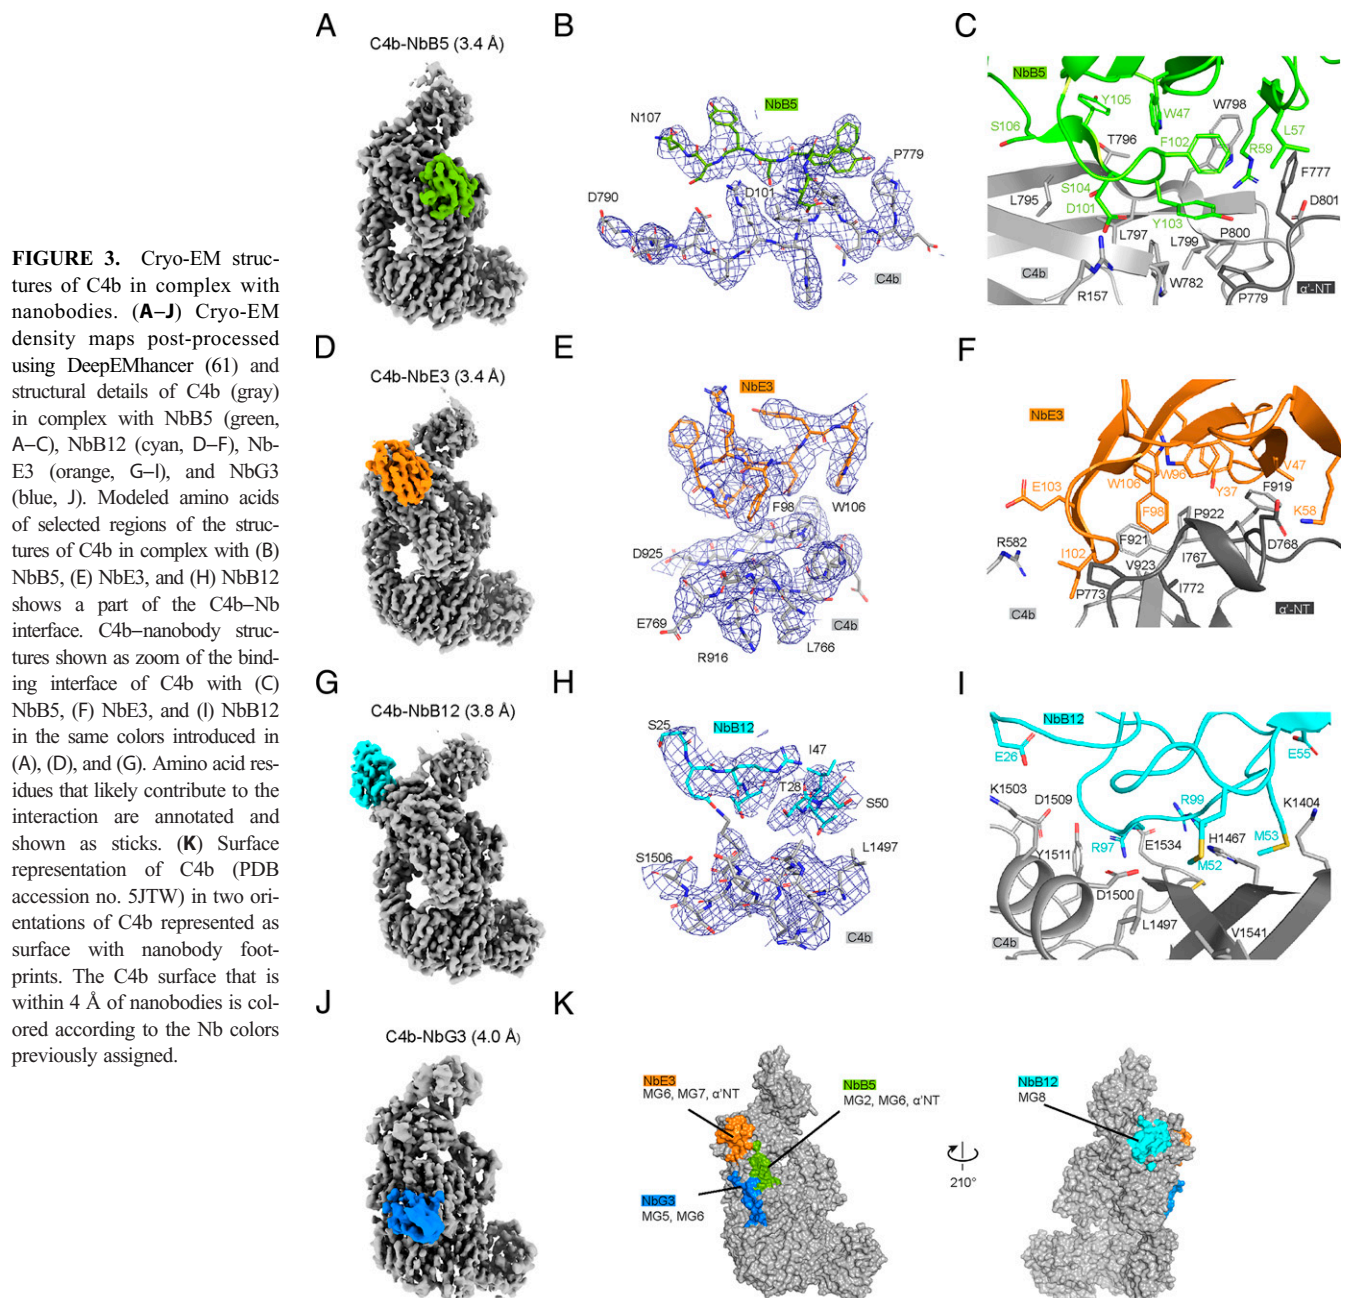 FIGURE 3. Cryo-EM struc-
tures of C4b in complex with
nanobodies. (A–J) Cryo-EM
density maps post-processed
using DeepEMhancer (61) and
structural details of C4b (gray)
in complex with NbB5 (green,
A–C), NbB12 (cyan, D–F), Nb-
E3 (orange, G–I), and NbG3
(blue, J). Modeled amino acids
of selected regions of the struc-
tures of C4b in complex with (B)
NbB5, (E) NbE3, and (H) NbB12
shows a part of the C4b–Nb
interface. C4b–nanobody struc-
tures shown as zoom of the bind-
ing interface of C4b with (C)
NbB5, (F) NbE3, and (I) NbB12
in the same colors introduced in
(A), (D), and (G). Amino acid res-
idues that likely contribute to the
interaction are annotated and
shown as sticks. (K) Surface
representation of C4b (PDB
accession no. 5JTW) in two ori-
entations of C4b represented as
surface with nanobody foot-
prints. The C4b surface that is
within 4 Å of nanobodies is col-
ored according to the Nb colors
previously assigned.
A
C4b-NbB5 (3.4 Å)
B
NbB5
N107
P779
D101
D790
C4b
C
NbB5
Y105
W47
W798
S106
T796
F102
R59
L57
F777
L795
S104
D101
Y103
D801
L797
L799
P800
C4b
R157
W782
P779
α'-NT
D
C4b-NbE3 (3.4 Å)
E
NbE3
F98
W106
D925
E769
R916
L766
C4b
F
NbE3
W106
W96
V47
Y37
F919
E103
F98
P922
K58
R582
F921
D768
I102
V923
I767
P773
I772
C4b
α'-NT
G
C4b-NbB12 (3.8 Å)
H
S25
NbB12
I47
T28
S50
S1506
L1497
C4b
I
NbB12
E26
E55
K1503
D1509
R99
K1404
Y1511
R97
E1534
H1467
M53
M52
D1500
L1497
C4b
V1541
J
C4b-NbG3 (4.0 Å)
K
NbE3
MG6, MG7, α'NT
NbB5
MG2, MG6, α'NT
NbG3
MG5, MG6
210°
NbB12
MG8